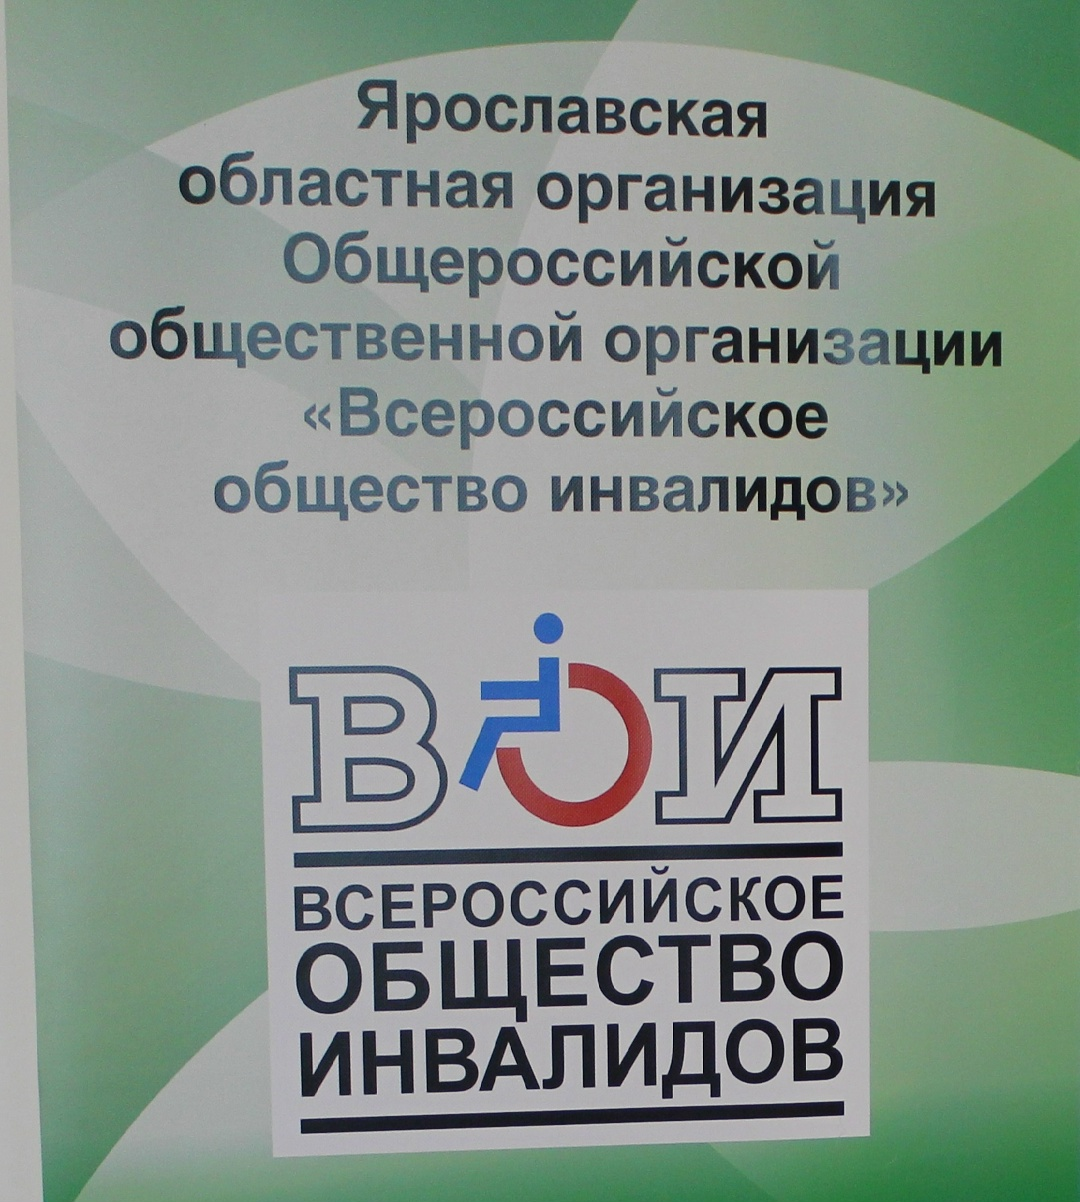 Ярославская
областная организация
Общероссийской
общественной организации
«Всероссийское
общество инвалидов»
ВОИ
ВСЕРОССИЙСКОЕ
ОБЩЕСТВО
ИНВАЛИДОВ